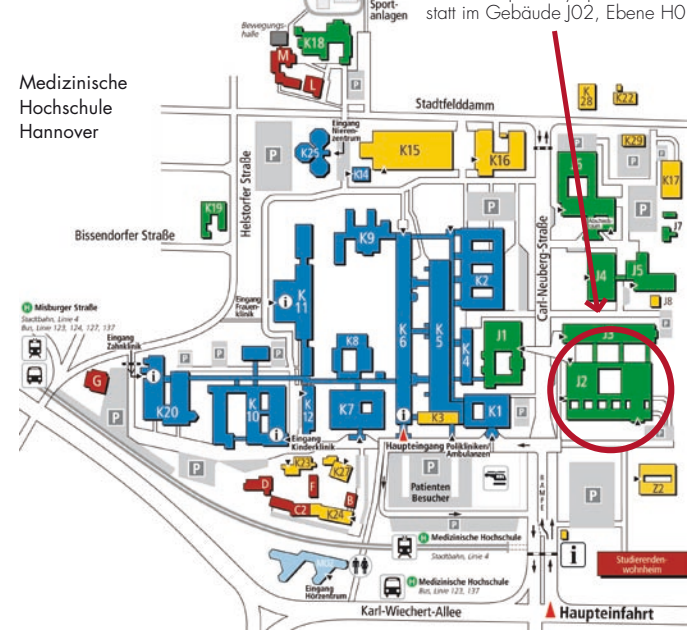 Sport-
anlagen
statt im Gebäude J02, Ebene H0
Bewegungs-
halle
K18
M
L
Medizinische
Hochschule
Hannover
Stadtfelddamm
K
28
K22
Eingang
Nieren-
zentrum
K25
K14
K15
K16
K29
K17
J6
P
P
P
Helstorfer Straße
K19
Bissendorfer Straße
K9
K2
P
Carl-Neuberg-Straße
P
J7
J4
J5
J8
K
11
Eingang
Frauen-
klinik
i
K
6
K
5
K
4
J1
J3
J2
P
H Misburger Straße
Stadtbahn, Linie 4
Bus, Linie 123, 124, 127, 137
Eingang
Zahnklinik
i
P
P
P
K8
G
K20
K
10
K
12
K7
i
K3
K1
P
P
i
Eingang
Kinderklinik
Haupteingang
Polikliniken/
Ambulanzen
P
K23
K27
D
F
B
C2
K24
P
Patienten
Besucher
P
RAMPE
P
Z2
H Medizinische Hochschule
Stadtbahn, Linie 4
i
Studierenden-
wohnheim
Eingang
Hörzentrum
H Medizinische Hochschule
Bus, Linie 123, 137
Karl-Wiechert-Allee
Haupteinfahrt